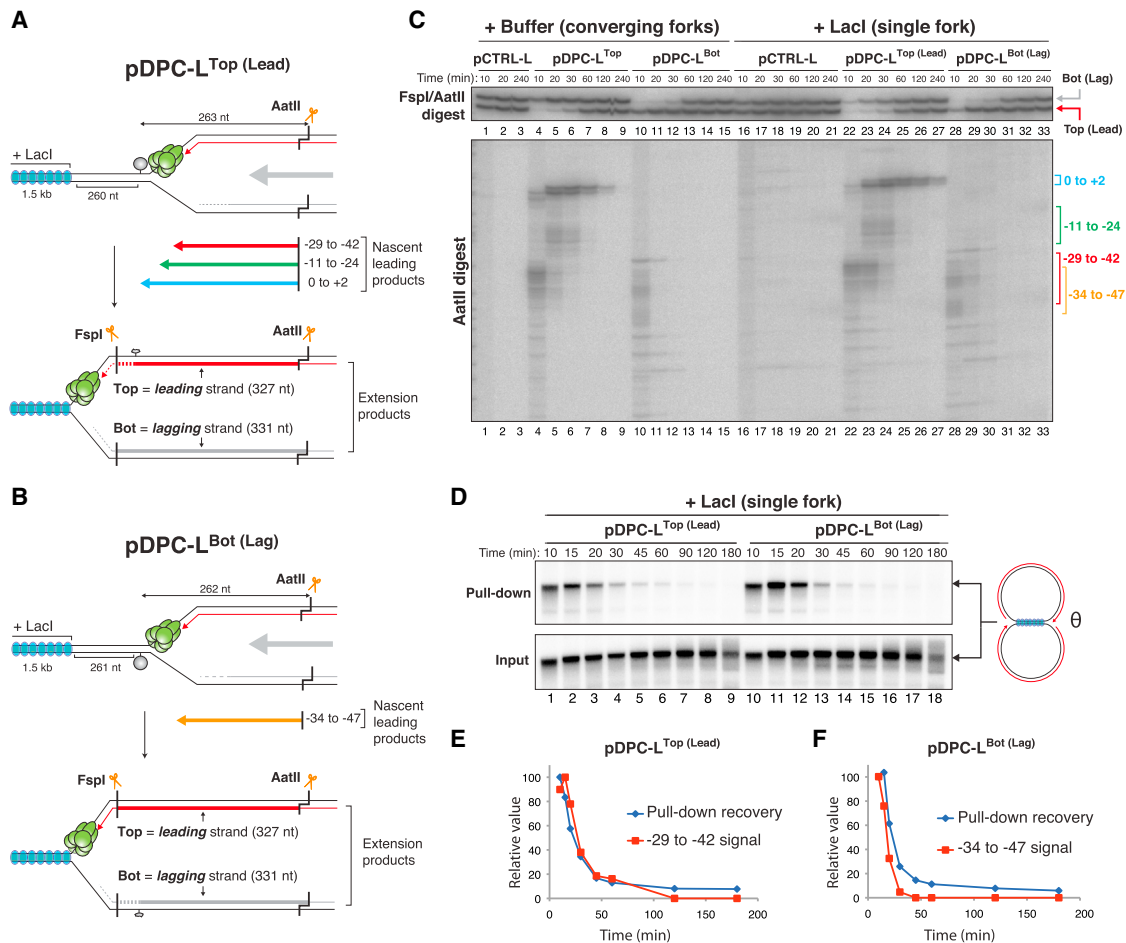 A
pDPC-L^Top (Lead)
AatII
263 nt
+ LacI
1.5 kb
260 nt
-29 to -42
-11 to -24
0 to +2
Nascent
leading
products
FspI
AatII
Top = leading strand (327 nt)
Bot = lagging strand (331 nt)
Extension
products
B
pDPC-L^Bot (Lag)
AatII
262 nt
+ LacI
1.5 kb
261 nt
-34 to -47
Nascent
leading
products
FspI
AatII
Top = leading strand (327 nt)
Bot = lagging strand (331 nt)
Extension
products
C
+ Buffer (converging forks) + LacI (single fork)
pCTRL-L pDPC-L^Top pDPC-L^Bot pCTRL-L pDPC-L^Top (Lead) pDPC-L^Bot (Lag)
Time (min): 10 20 240 10 20 30 60 120 240 10 20 30 60 120 240 10 20 30 60 120 240 10 20 30 60 120 240 10 20 30 60 120 240
Bot (Lag)
FspI/AatII
digest
Top (Lead)
1 2 3 4 5 6 7 8 9 10 11 12 13 14 15 16 17 18 19 20 21 22 23 24 25 26 27 28 29 30 31 32 33
AatII digest
0 to +2
-11 to -24
-29 to -42
-34 to -47
1 2 3 4 5 6 7 8 9 10 11 12 13 14 15 16 17 18 19 20 21 22 23 24 25 26 27 28 29 30 31 32 33
D
+ LacI (single fork)
pDPC-L^Top (Lead) pDPC-L^Bot (Lag)
Time (min): 10 15 20 30 45 60 90 120 180 10 15 20 30 45 60 90 120 180
Pull-down
Input
θ
1 2 3 4 5 6 7 8 9 10 11 12 13 14 15 16 17 18
E
pDPC-L^Top (Lead)
Relative value
100
80
60
40
20
0
Pull-down recovery
-29 to -42 signal
0 50 100 150 200
Time (min)
F
pDPC-L^Bot (Lag)
Relative value
100
80
60
40
20
0
Pull-down recovery
-34 to -47 signal
0 50 100 150 200
Time (min)